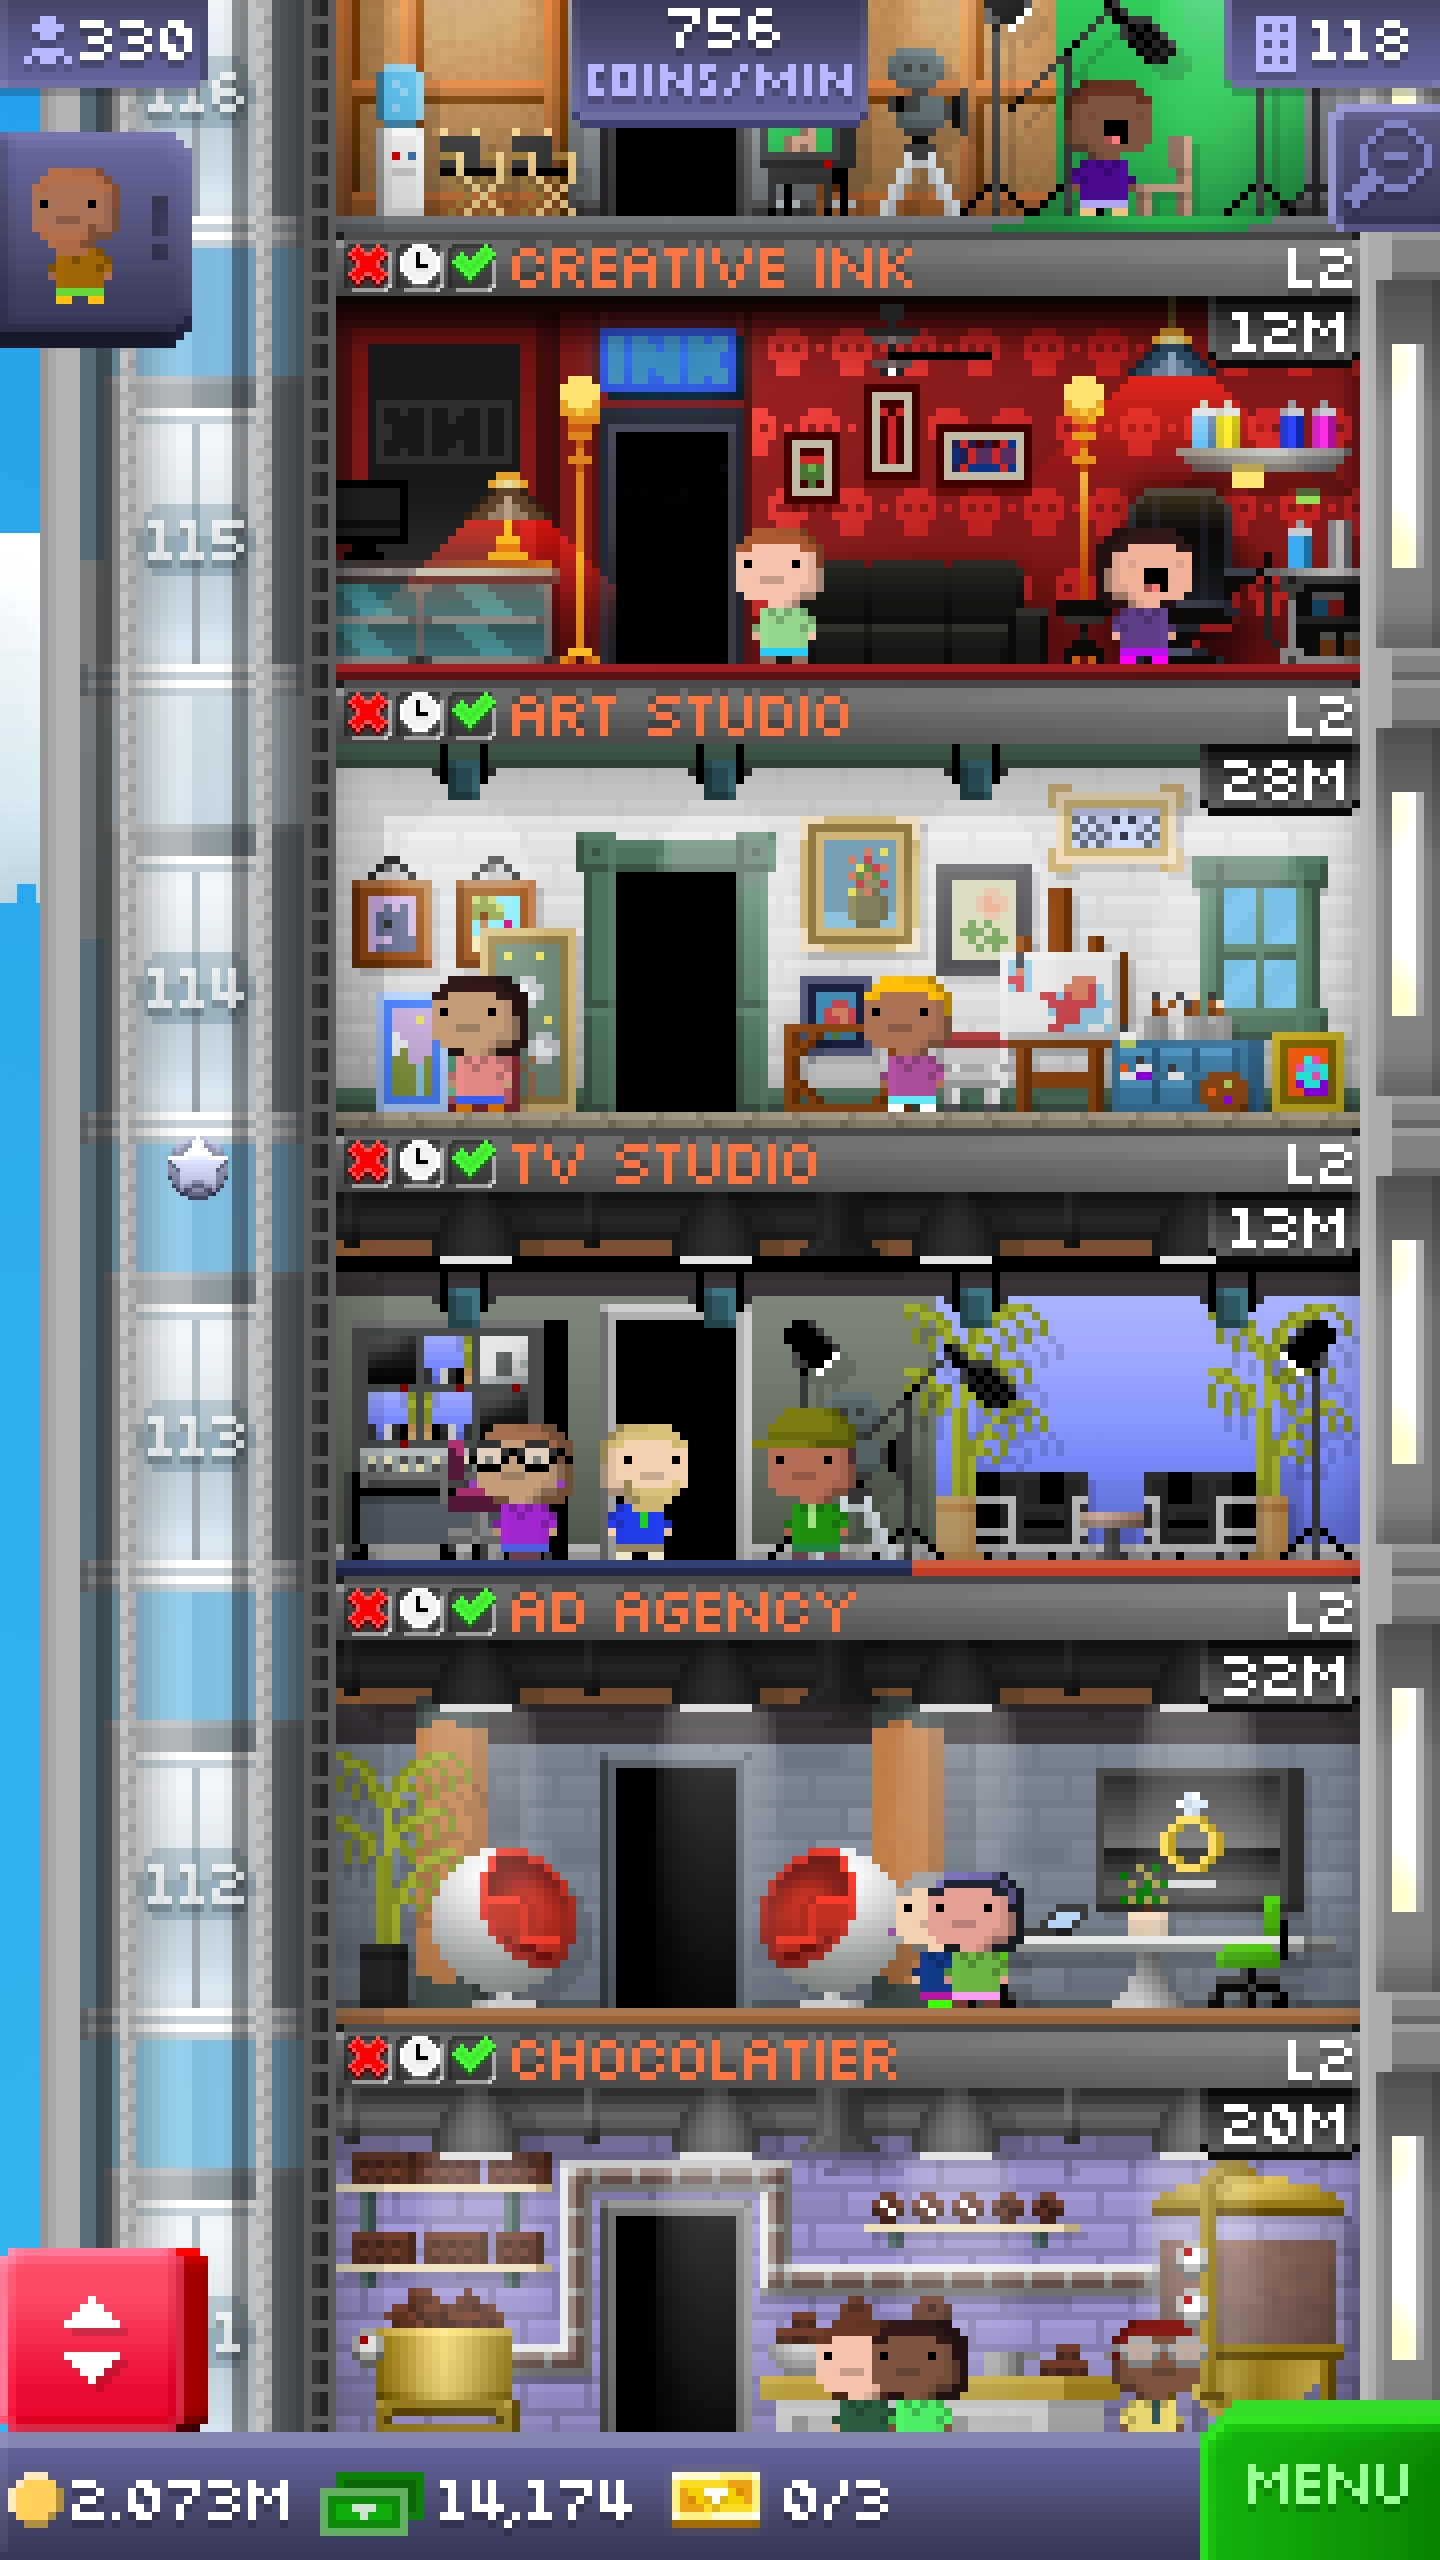 330
756
COINS/MIN
118
116
CREATIVE INK L2
12M
INK
INK
115
ART STUDIO L2
28M
114
TV STUDIO L2
13M
113
AD AGENCY L2
32M
112
CHOCOLATIER L2
20M
1
2.073M 14,174 0/3
MENU